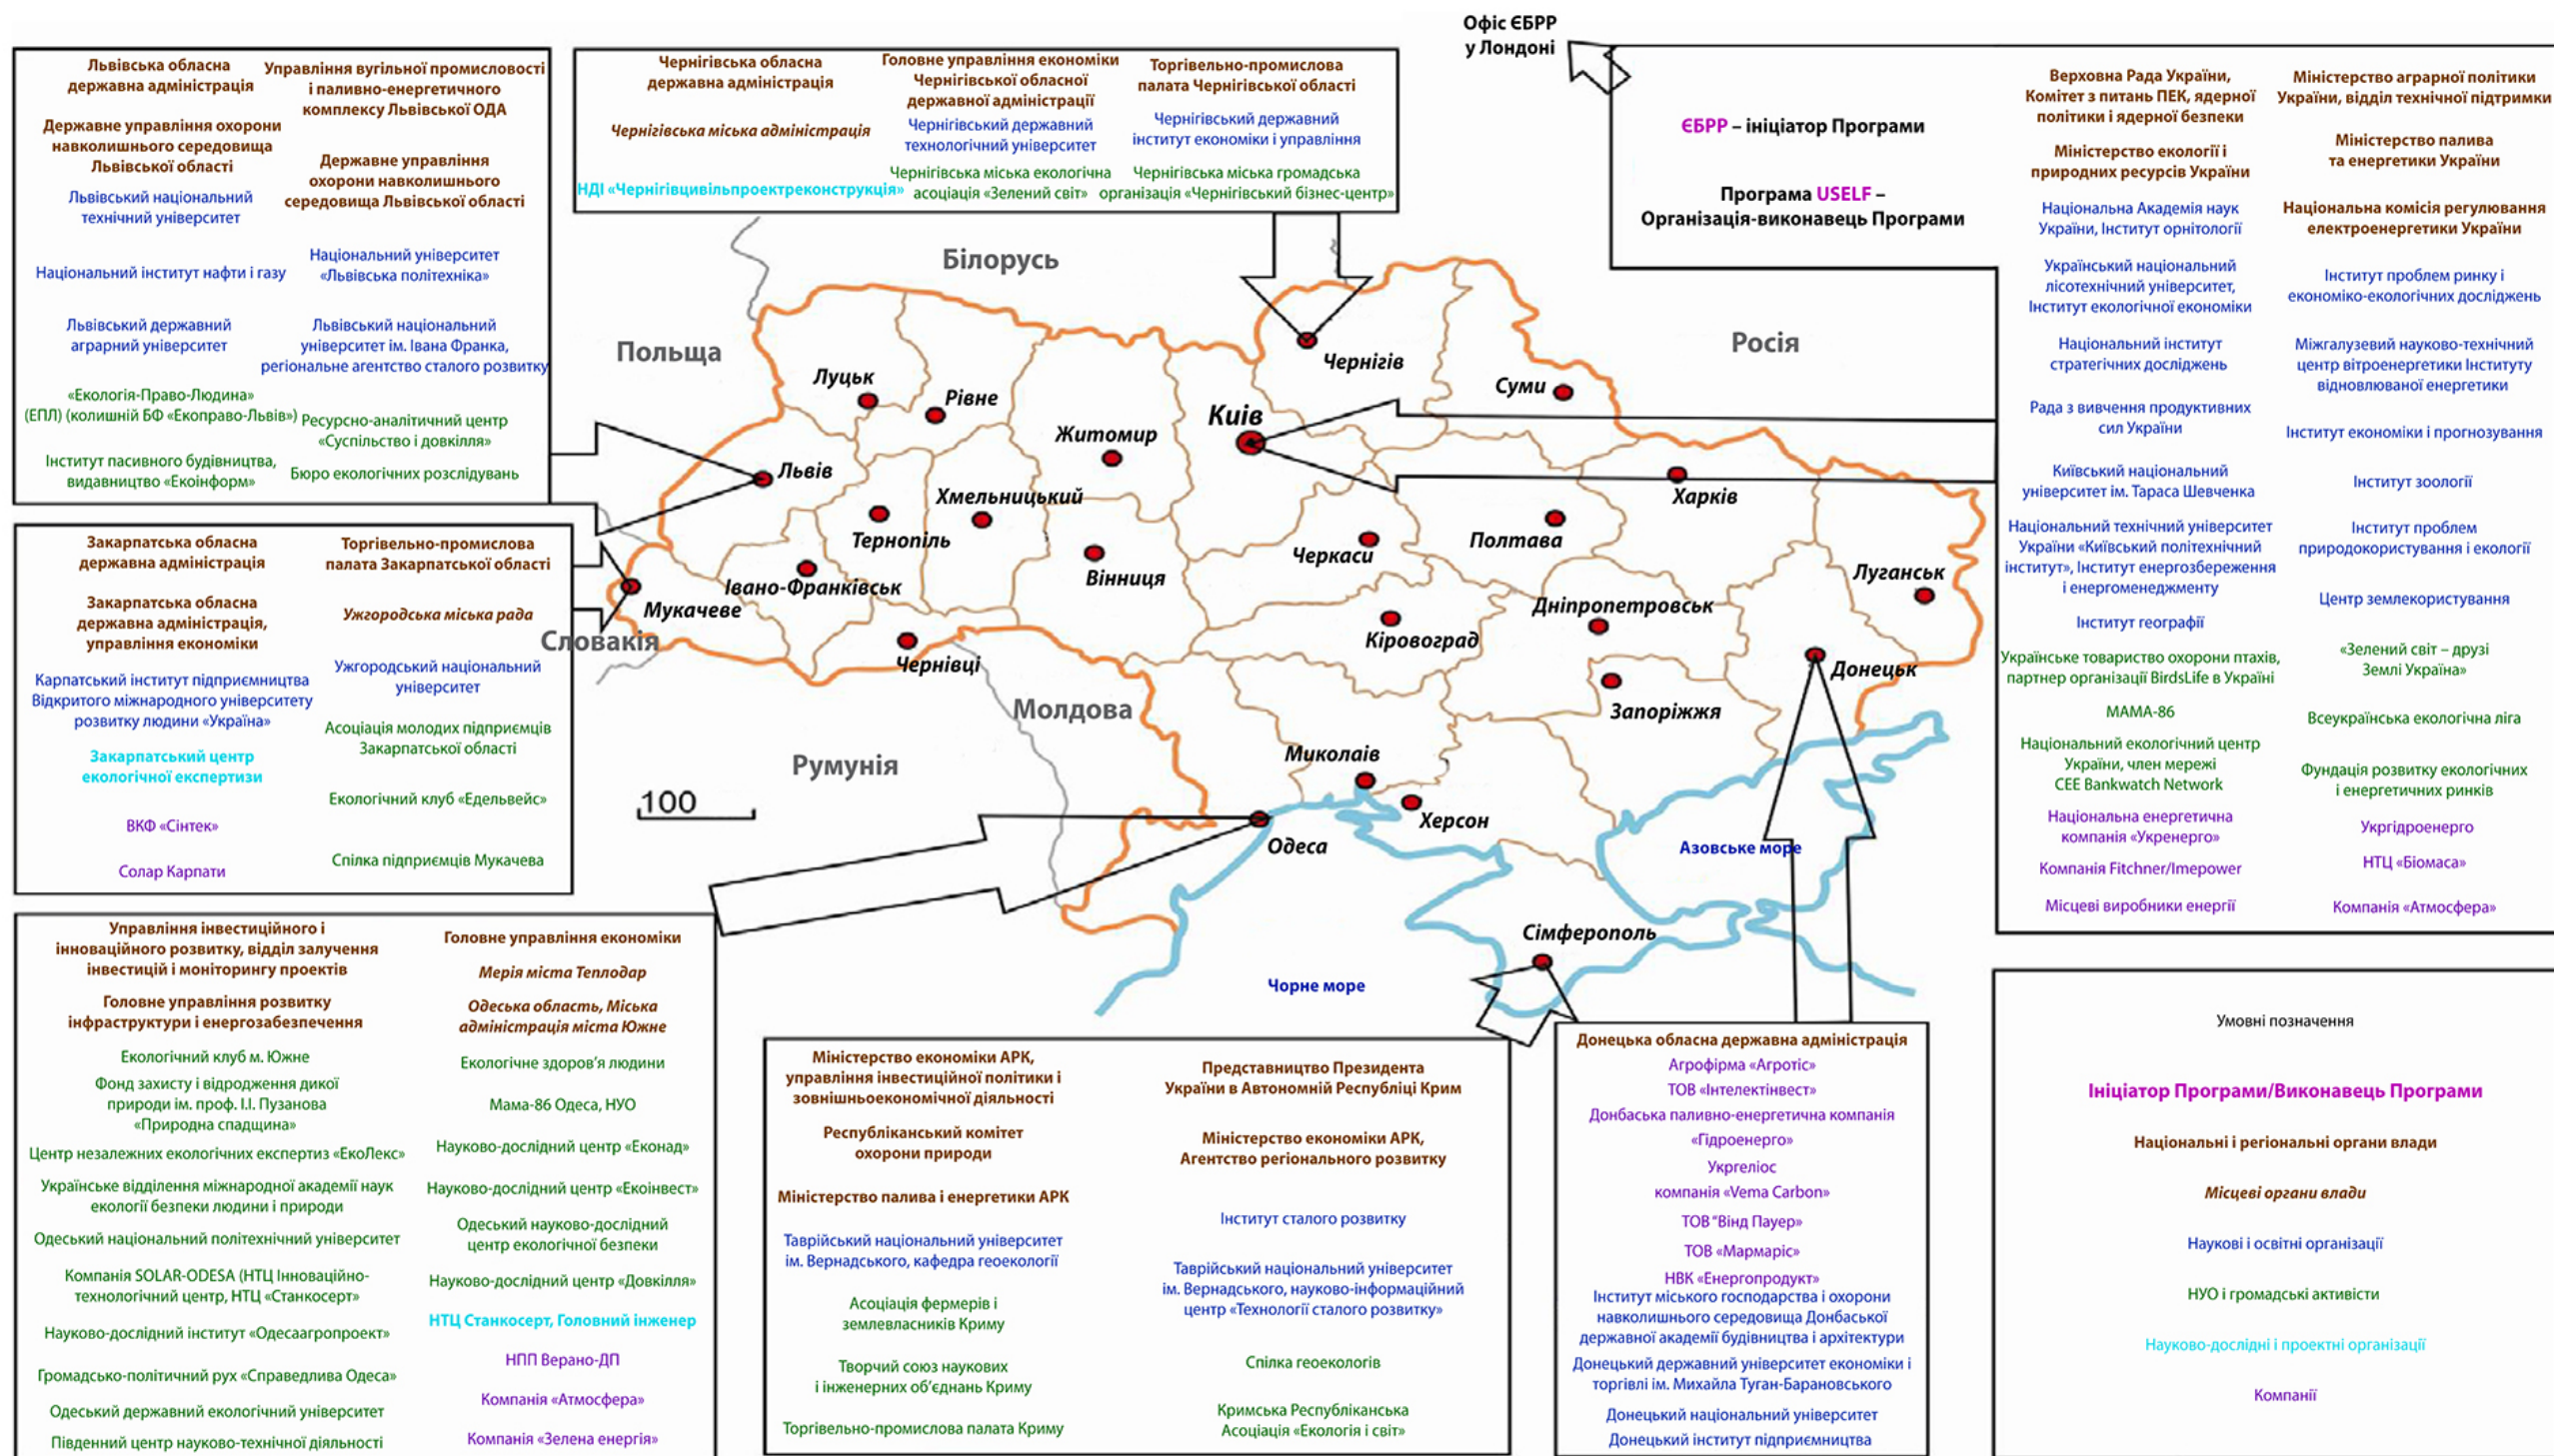 Офіс ЄБРР
у Лондоні
Львівська обласна
державна адміністрація
Державне управління охорони
навколишнього середовища
Львівської області
Львівський національний
технічний університет
Національний інститут нафти і газу
Львівський державний
аграрний університет
«Екологія-Право-Людина»
(ЕПЛ) (колишній БФ «Екоправо-Львів»)
Інститут пасивного будівництва,
видавництво «Екоінформ»
Управління вугільної промисловості
і паливно-енергетичного
комплексу Львівської ОДА
Державне управління
охорони навколишнього
середовища Львівської області
Національний університет
«Львівська політехніка»
Львівський національний
університет ім. Івана Франка,
регіональне агентство сталого розвитку
Ресурсно-аналітичний центр
«Суспільство і довкілля»
Бюро екологічних розслідувань
Чернігівська обласна
державна адміністрація
Чернігівська міська адміністрація
НДІ «Чернігівцивільпроектреконструкція»
Головне управління економіки
Чернігівської обласної
державної адміністрації
Чернігівський державний
технологічний університет
Чернігівська міська екологічна
асоціація «Зелений світ»
Торгівельно-промислова
палата Чернігівської області
Чернігівський державний
інститут економіки і управління
Чернігівська міська громадська
організація «Чернігівський бізнес-центр»
ЄБРР – ініціатор Програми
Програма USELF –
Організація-виконавець Програми
Верховна Рада України,
Комітет з питань ПЕК, ядерної
політики і ядерної безпеки
Міністерство екології і
природних ресурсів України
Національна Академія наук
України, Інститут орнітології
Український національний
лісотехнічний університет,
Інститут екологічної економіки
Національний інститут
стратегічних досліджень
Рада з вивчення продуктивних
сил України
Київський національний
університет ім. Тараса Шевченка
Національний технічний університет
України «Київський політехнічний
інститут», Інститут енергозбереження
і енергоменеджменту
Інститут географії
Українське товариство охорони птахів,
партнер організації BirdsLife в Україні
МАМА-86
Національний екологічний центр
України, член мережі
CEE Bankwatch Network
Національна енергетична
компанія «Укренерго»
Компанія Fitchner/Imepower
Місцеві виробники енергії
Міністерство аграрної політики
України, відділ технічної підтримки
Міністерство палива
та енергетики України
Національна комісія регулювання
електроенергетики України
Інститут проблем ринку і
економіко-екологічних досліджень
Міжгалузевий науково-технічний
центр вітроенергетики Інституту
відновлюваної енергетики
Інститут економіки і прогнозування
Інститут зоології
Інститут проблем
природокористування і екології
Центр землекористування
«Зелений світ – друзі
Землі Україна»
Всеукраїнська екологічна ліга
Фундація розвитку екологічних
і енергетичних ринків
Укргідроенерго
НТЦ «Біомаса»
Компанія «Атмосфера»
Білорусь
Польща
Росія
Словакія
Молдова
Румунія
Луцьк
Рівне
Житомир
Київ
Чернігів
Суми
Львів
Хмельницький
Тернопіль
Івано-Франківськ
Мукачеве
Чернівці
Вінниця
Черкаси
Полтава
Харків
Луганськ
Кіровоград
Дніпропетровськ
Донецьк
Запоріжжя
Миколаїв
Херсон
Одеса
Сімферополь
Азовське море
Чорне море
100
Закарпатська обласна
державна адміністрація
Закарпатська обласна
державна адміністрація,
управління економіки
Карпатський інститут підприємництва
Відкритого міжнародного університету
розвитку людини «Україна»
Закарпатський центр
екологічної експертизи
ВКФ «Сінтек»
Солар Карпати
Торгівельно-промислова
палата Закарпатської області
Ужгородська міська рада
Ужгородський національний
університет
Асоціація молодих підприємців
Закарпатської області
Екологічний клуб «Едельвейс»
Спілка підприємців Мукачева
Управління інвестиційного і
інноваційного розвитку, відділ залучення
інвестицій і моніторингу проектів
Головне управління розвитку
інфраструктури і енергозабезпечення
Екологічний клуб м. Южне
Фонд захисту і відродження дикої
природи ім. проф. І.І. Пузанова
«Природна спадщина»
Центр незалежних екологічних експертиз «ЕкоЛекс»
Українське відділення міжнародної академії наук
екології безпеки людини і природи
Одеський національний політехнічний університет
Компанія SOLAR-ODESA (НТЦ Інноваційно-
технологічний центр, НТЦ «Станкосерт»
Науково-дослідний інститут «Одесаагропроект»
Громадсько-політичний рух «Справедлива Одеса»
Одеський державний екологічний університет
Південний центр науково-технічної діяльності
Головне управління економіки
Мерія міста Теплодар
Одеська область, Міська
адміністрація міста Южне
Екологічне здоров'я людини
Мама-86 Одеса, НУО
Науково-дослідний центр «Еконад»
Науково-дослідний центр «Екоінвест»
Одеський науково-дослідний
центр екологічної безпеки
Науково-дослідний центр «Довкілля»
НТЦ Станкосерт, Головний інженер
НПП Верано-ДП
Компанія «Атмосфера»
Компанія «Зелена енергія»
Міністерство економіки АРК,
управління інвестиційної політики і
зовнішньоекономічної діяльності
Республіканський комітет
охорони природи
Міністерство палива і енергетики АРК
Таврійський національний університет
ім. Вернадського, кафедра геоекології
Асоціація фермерів і
землевласників Криму
Творчий союз наукових
і інженерних об'єднань Криму
Торгівельно-промислова палата Криму
Представництво Президента
України в Автономній Республіці Крим
Міністерство економіки АРК,
Агентство регіонального розвитку
Інститут сталого розвитку
Таврійський національний університет
ім. Вернадського, науково-інформаційний
центр «Технології сталого розвитку»
Спілка геоекологів
Кримська Республіканська
Асоціація «Екологія і світ»
Донецька обласна державна адміністрація
Агрофірма «Агротіс»
ТОВ «Інтелектінвест»
Донбаська паливно-енергетична компанія
«Гідроенерго»
Укргеліос
компанія «Vema Carbon»
ТОВ "Вінд Пауер»
ТОВ «Мармаріс»
НВК «Енергопродукт»
Інститут міського господарства і охорони
навколишнього середовища Донбаської
державної академії будівництва і архітектури
Донецький державний університет економіки і
торгівлі ім. Михайла Туган-Барановського
Донецький національний університет
Донецький інститут підприємництва
Умовні позначення
Ініціатор Програми/Виконавець Програми
Національні і регіональні органи влади
Місцеві органи влади
Наукові і освітні організації
НУО і громадські активісти
Науково-дослідні і проектні організації
Компанії